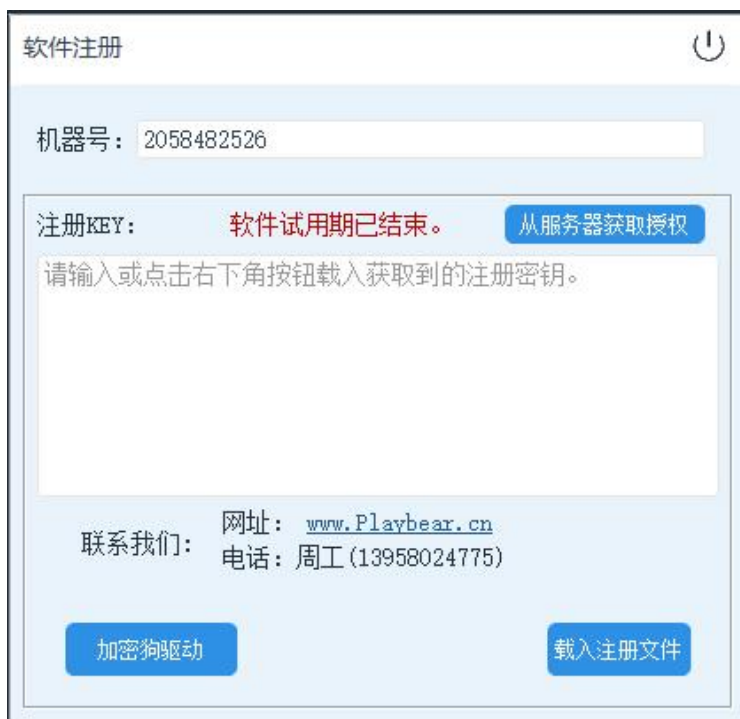 软件注册
机器号：2058482526
注册KEY： 软件试用期已结束。 从服务器获取授权
请输入或点击右下角按钮载入获取到的注册密钥。
联系我们：
网址： www.Playbear.cn
电话：周工(13958024775)
加密狗驱动 载入注册文件